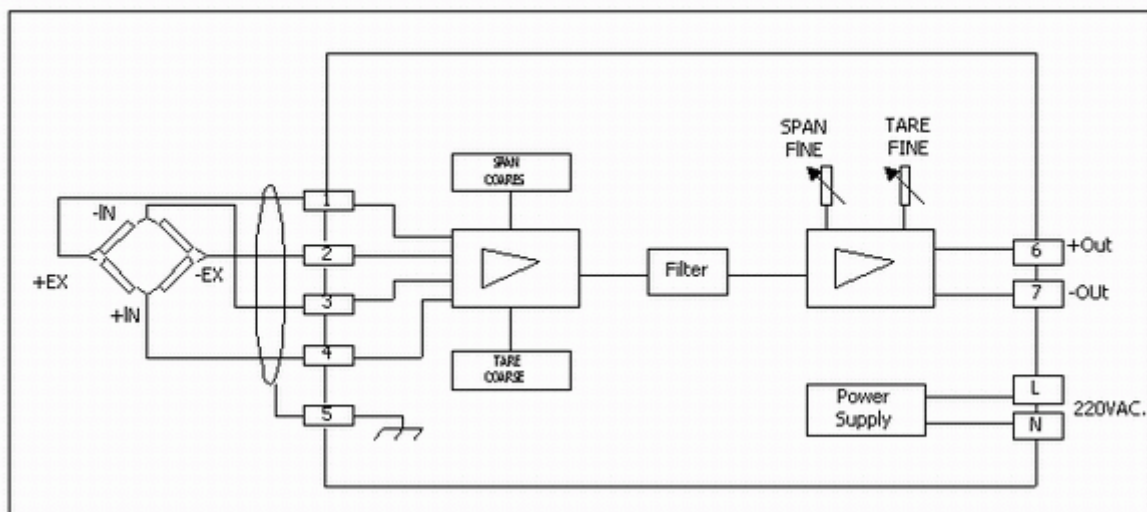 SPAN
FINE
TARE
FINE
SPAN
COARES
1
-IN
2
+EX
-EX
3
+IN
4
5
Filter
TARE
COARSE
6
+Out
7
-OUt
Power
Supply
L
N
220VAC.